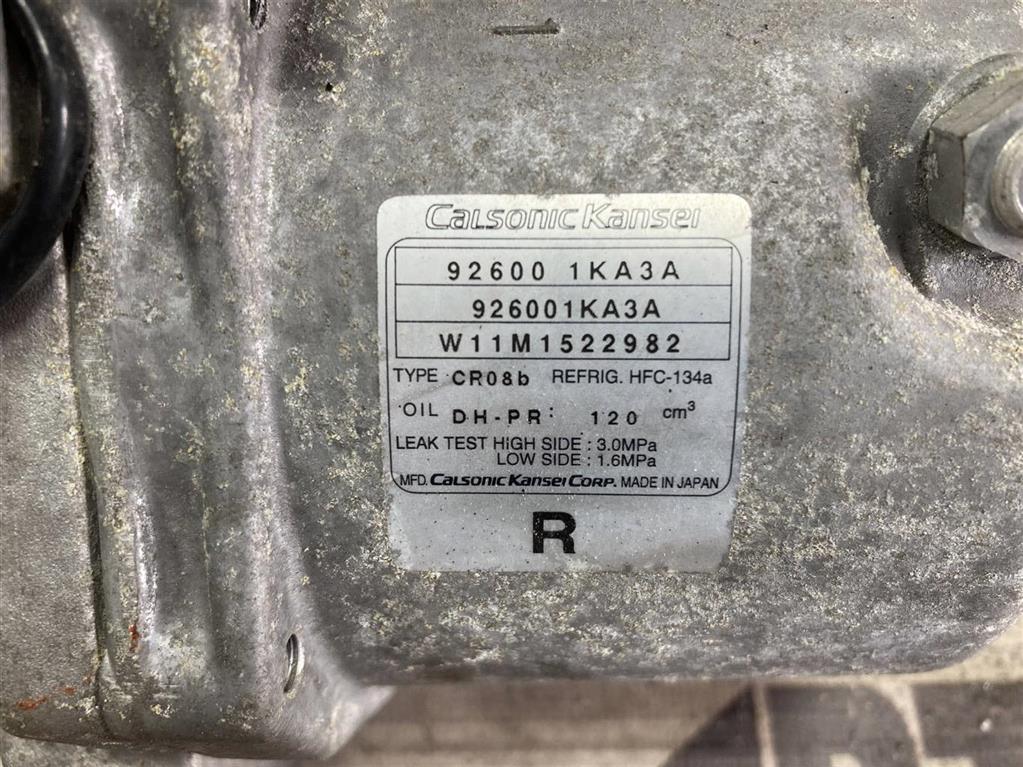 Calsonic Kansei
92600 1KA3A
926001KA3A
W11M1522982
TYPE CR08b REFRIG. HFC-134a
OIL DH-PR: 120 cm³
LEAK TEST HIGH SIDE : 3.0MPa
LOW SIDE : 1.6MPa
MFD. Calsonic Kansei Corp. MADE IN JAPAN
R